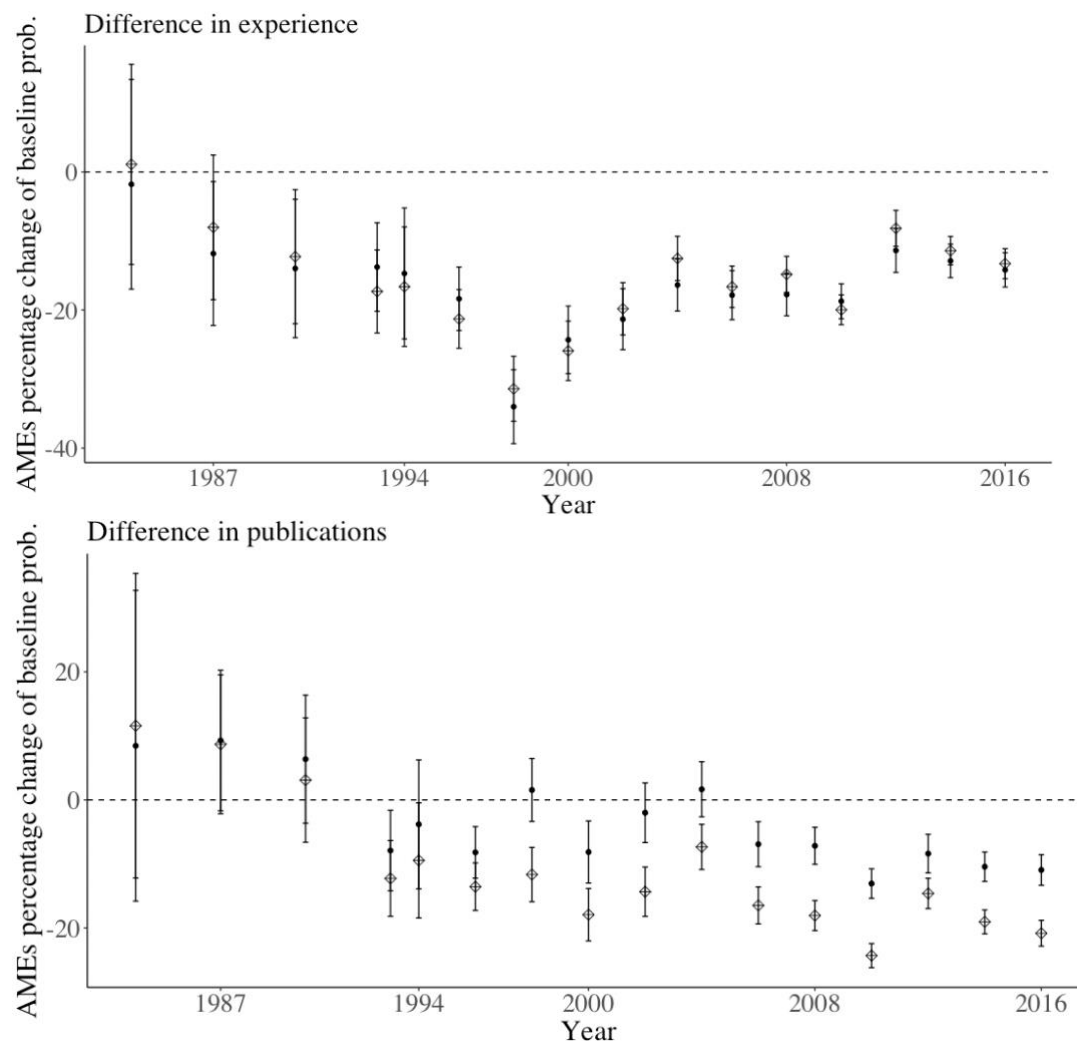 Difference in experience
AMEs percentage change of baseline prob.
0
-20
-40
1987 1994 2000 2008 2016
Year
Difference in publications
AMEs percentage change of baseline prob.
20
0
-20
1987 1994 2000 2008 2016
Year